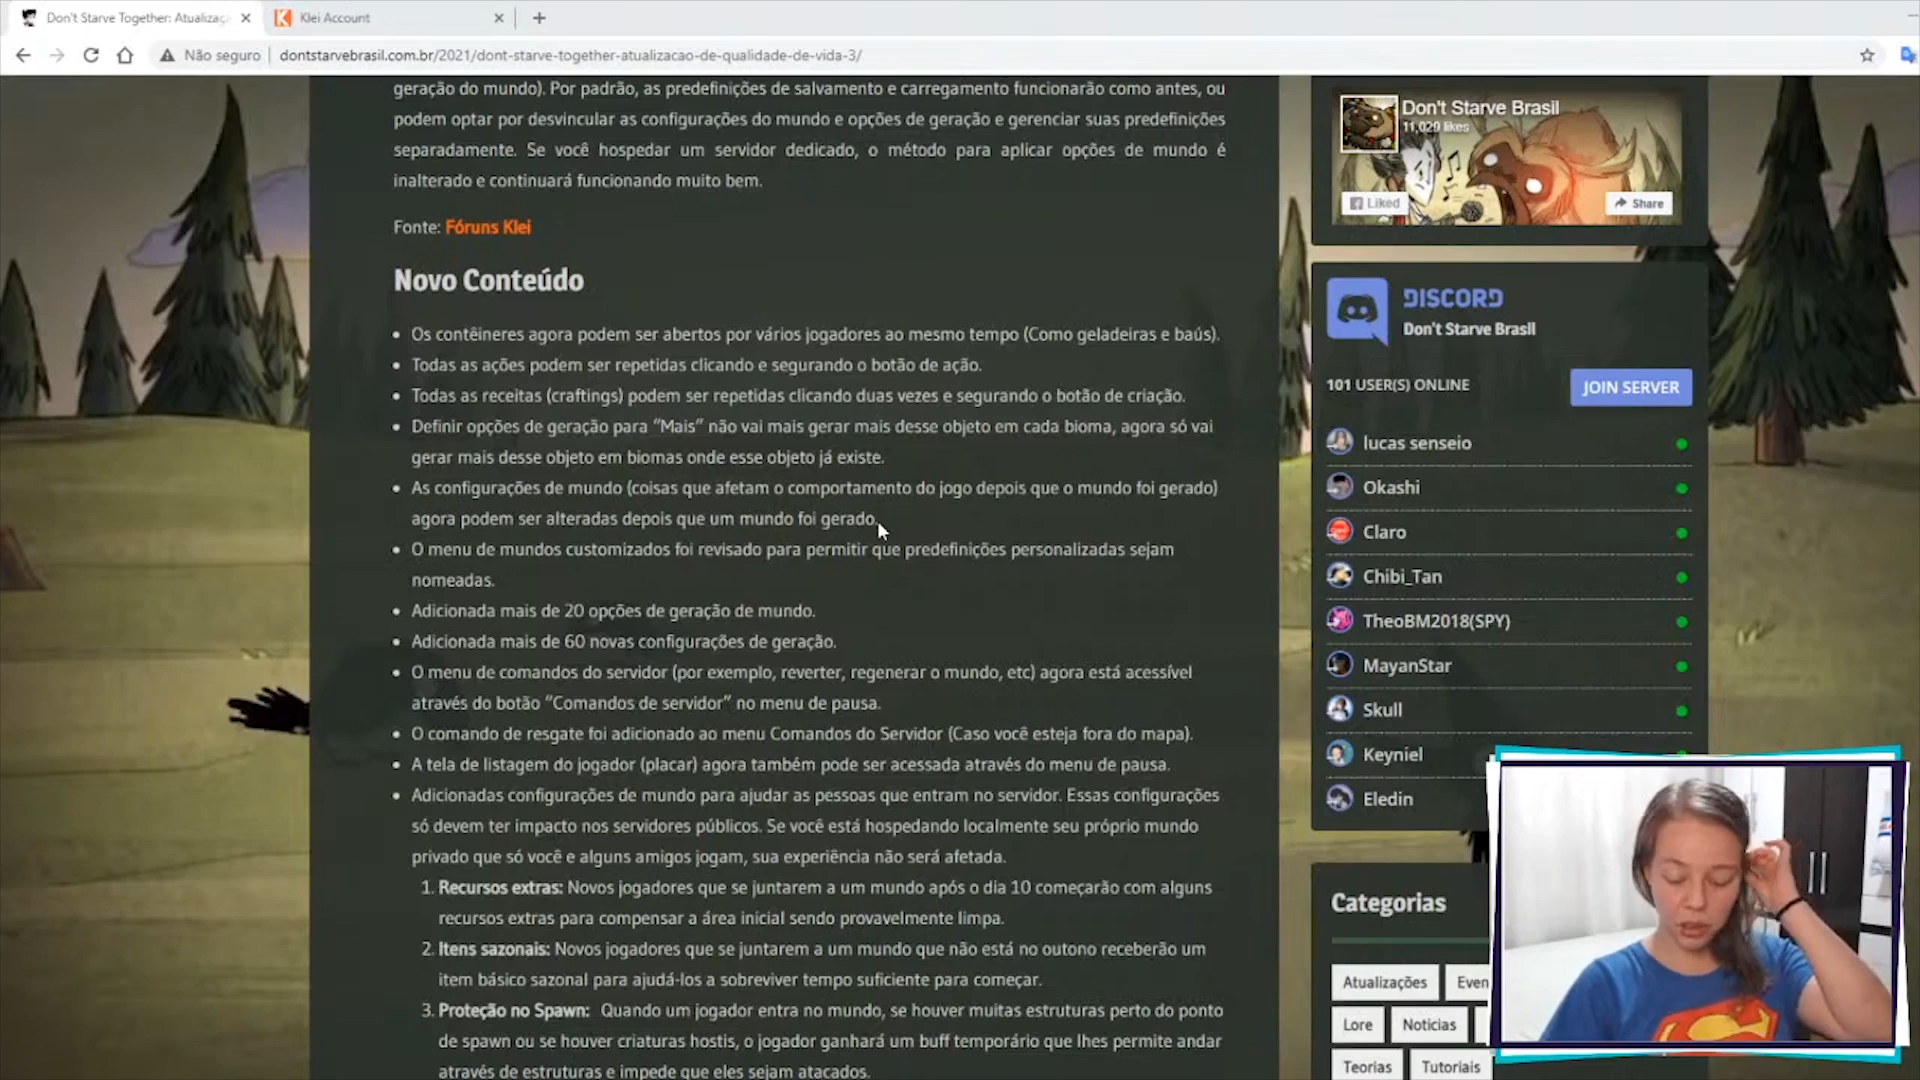 Don't Starve Together: Atualizaç
Klei Account
Não seguro
dontstarvebrasil.com.br/2021/dont-starve-together-atualizacao-de-qualidade-de-vida-3/
geração do mundo). Por padrão, as predefinições de salvamento e carregamento funcionarão como antes, ou
podem optar por desvincular as configurações do mundo e opções de geração e gerenciar suas predefinições
separadamente. Se você hospedar um servidor dedicado, o método para aplicar opções de mundo é
inalterado e continuará funcionando muito bem.
Fonte: Fóruns Klei
Novo Conteúdo
• Os contêineres agora podem ser abertos por vários jogadores ao mesmo tempo (Como geladeiras e baús).
• Todas as ações podem ser repetidas clicando e segurando o botão de ação.
• Todas as receitas (craftings) podem ser repetidas clicando duas vezes e segurando o botão de criação.
• Definir opções de geração para “Mais” não vai mais gerar mais desse objeto em cada bioma, agora só vai
gerar mais desse objeto em biomas onde esse objeto já existe.
• As configurações de mundo (coisas que afetam o comportamento do jogo depois que o mundo foi gerado)
agora podem ser alteradas depois que um mundo foi gerado.
• O menu de mundos customizados foi revisado para permitir que predefinições personalizadas sejam
nomeadas.
• Adicionada mais de 20 opções de geração de mundo.
• Adicionada mais de 60 novas configurações de geração.
• O menu de comandos do servidor (por exemplo, reverter, regenerar o mundo, etc) agora está acessível
através do botão “Comandos de servidor” no menu de pausa.
• O comando de resgate foi adicionado ao menu Comandos do Servidor (Caso você esteja fora do mapa).
• A tela de listagem do jogador (placar) agora também pode ser acessada através do menu de pausa.
• Adicionadas configurações de mundo para ajudar as pessoas que entram no servidor. Essas configurações
só devem ter impacto nos servidores públicos. Se você está hospedando localmente seu próprio mundo
privado que só você e alguns amigos jogam, sua experiência não será afetada.
1. Recursos extras: Novos jogadores que se juntarem a um mundo após o dia 10 começarão com alguns
recursos extras para compensar a área inicial sendo provavelmente limpa.
2. Itens sazonais: Novos jogadores que se juntarem a um mundo que não está no outono receberão um
item básico sazonal para ajudá-los a sobreviver tempo suficiente para começar.
3. Proteção no Spawn: Quando um jogador entra no mundo, se houver muitas estruturas perto do ponto
de spawn ou se houver criaturas hostis, o jogador ganhará um buff temporário que lhes permite andar
através de estruturas e impede que eles sejam atacados.
Don't Starve Brasil
11,029 likes
Liked
Share
DISCORD
Don't Starve Brasil
101 USER(S) ONLINE
JOIN SERVER
lucas senseio
Okashi
Claro
Chibi_Tan
TheoBM2018(SPY)
MayanStar
Skull
Keyniel
Eledin
Categorias
Atualizações
Even
Lore
Noticias
Teorias
Tutoriais